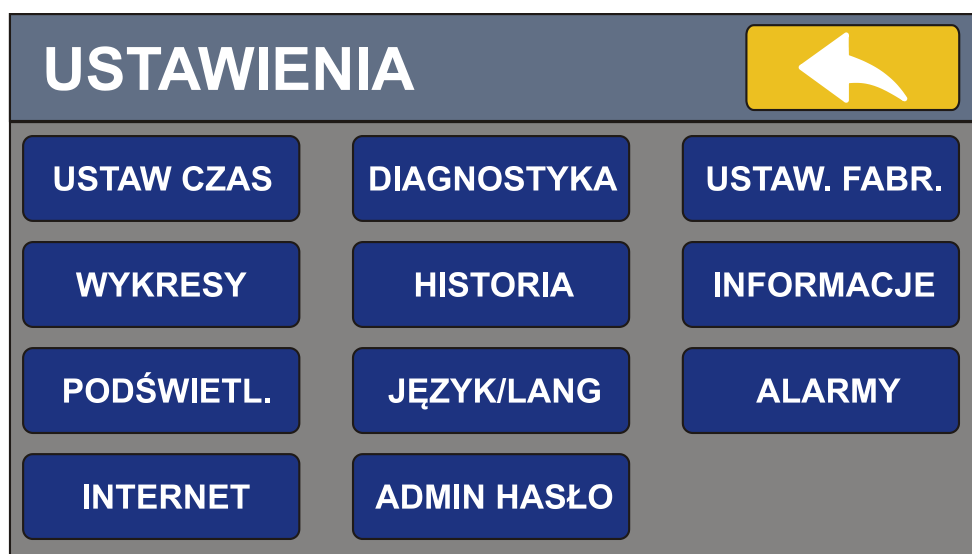 USTAWIENIA
USTAW CZAS
DIAGNOSTYKA
USTAW. FABR.
WYKRESY
HISTORIA
INFORMACJE
PODŚWIETL.
JĘZYK/LANG
ALARMY
INTERNET
ADMIN HASŁO